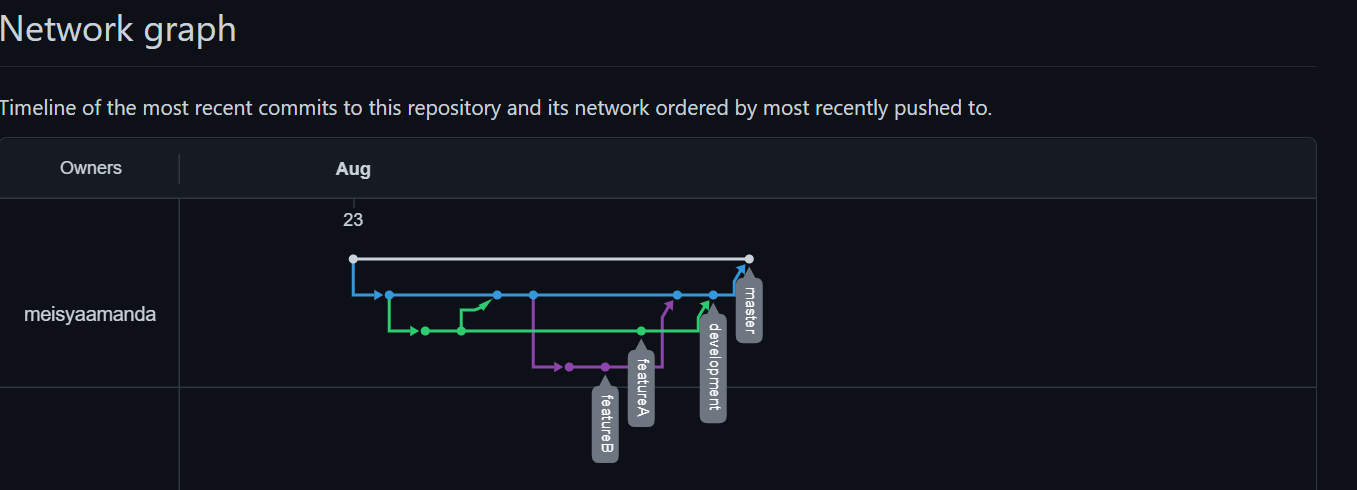 Network graph
Timeline of the most recent commits to this repository and its network ordered by most recently pushed to.
Owners
Aug
23
meisyaamanda
master
development
featureA
featureB